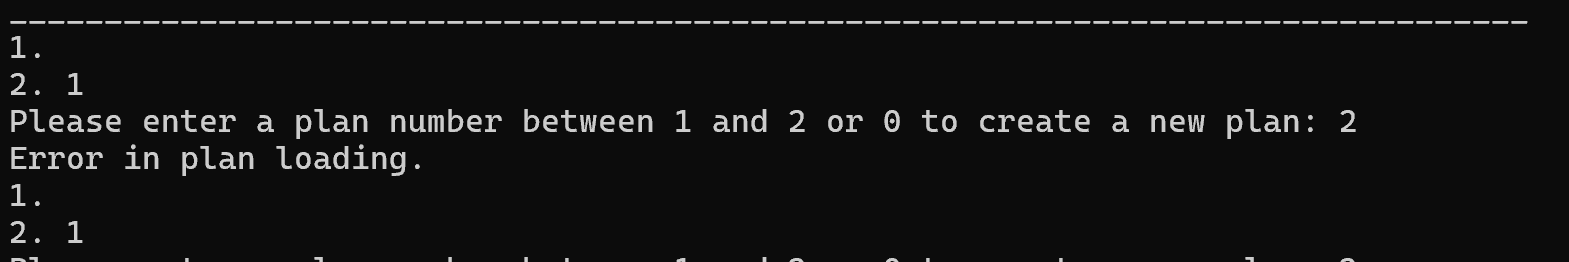 1.
2. 1
Please enter a plan number between 1 and 2 or 0 to create a new plan: 2
Error in plan loading.
1.
2. 1